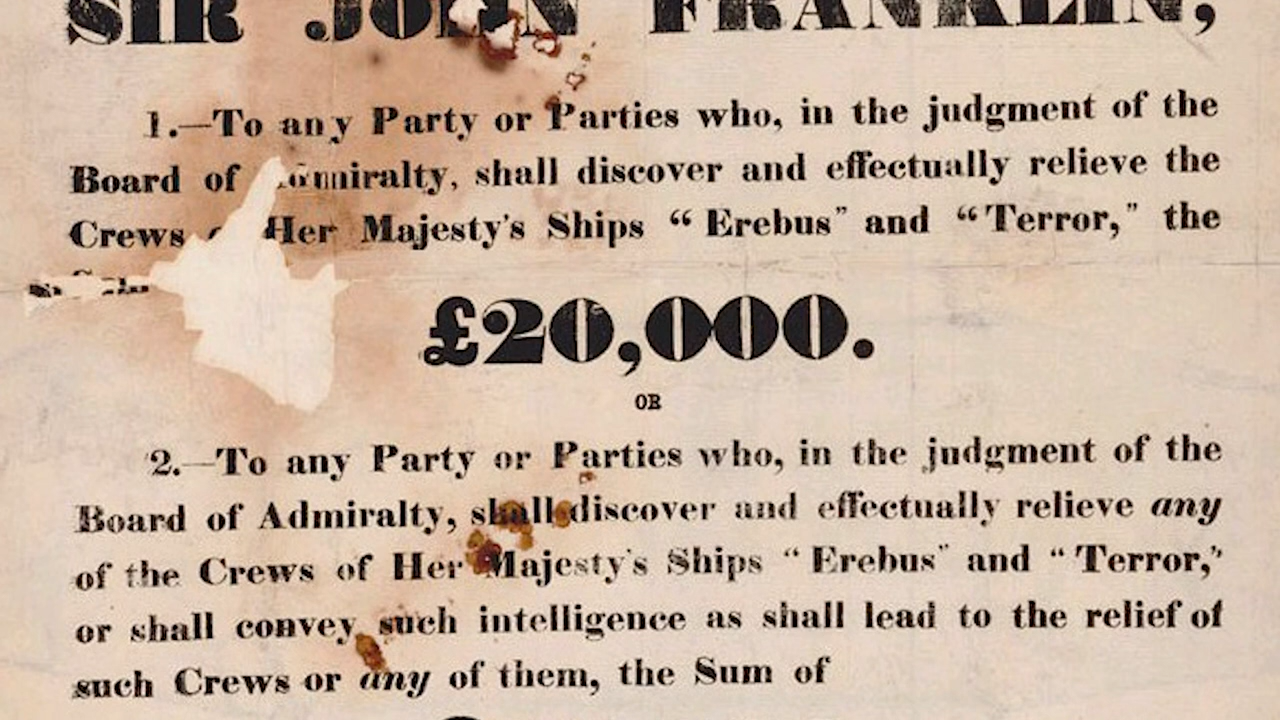 SIR JOHN FRANKLIN,
1.—To any Party or Parties who, in the judgment of the
Board of Admiralty, shall discover and effectually relieve the
Crews Her Majesty's Ships “Erebus” and “Terror,” the
£20,000.
OR
2.—To any Party or Parties who, in the judgment of the
Board of Admiralty, shall discover and effectually relieve any
of the Crews of Her Majesty's Ships “Erebus” and “Terror,”
or shall convey such intelligence as shall lead to the relief of
such Crews or any of them, the Sum of